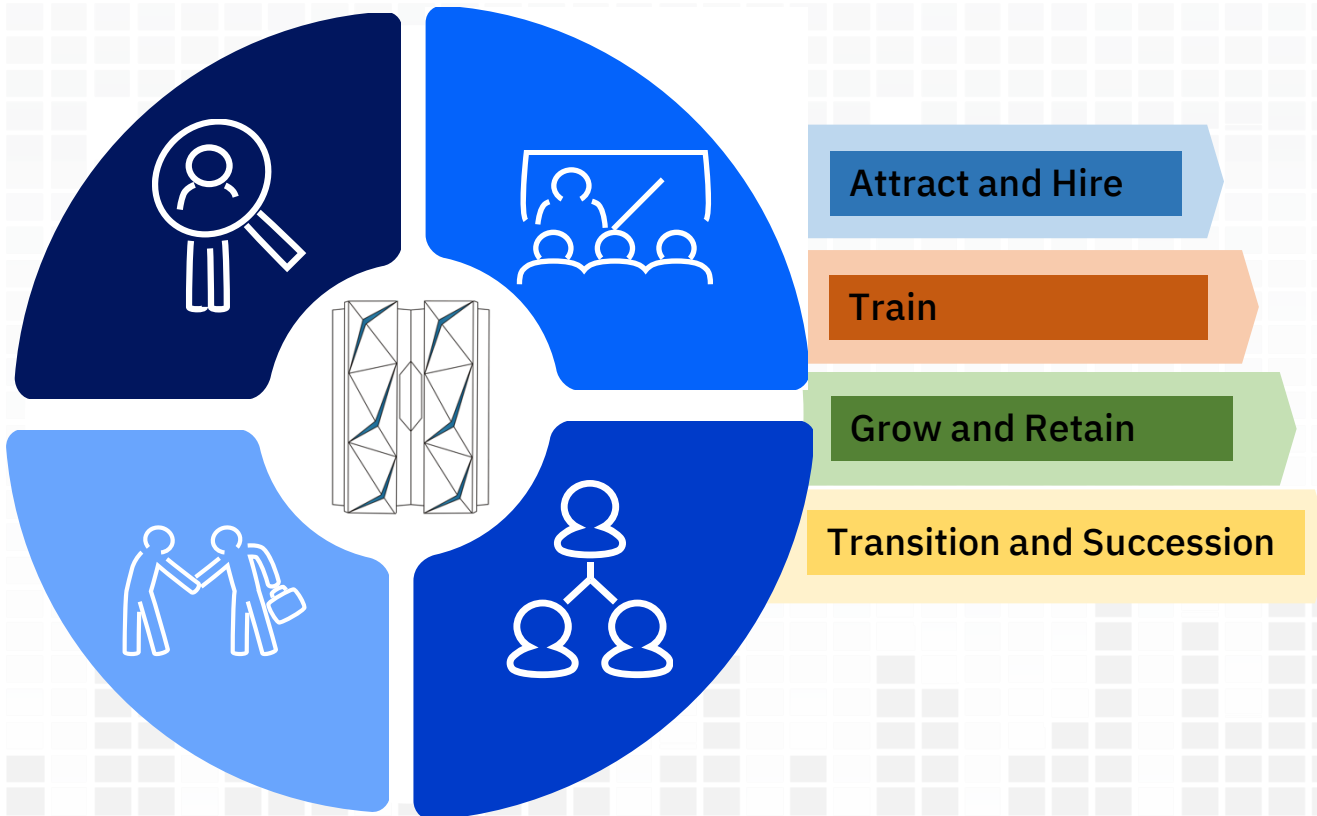 Attract and Hire
Train
Grow and Retain
Transition and Succession